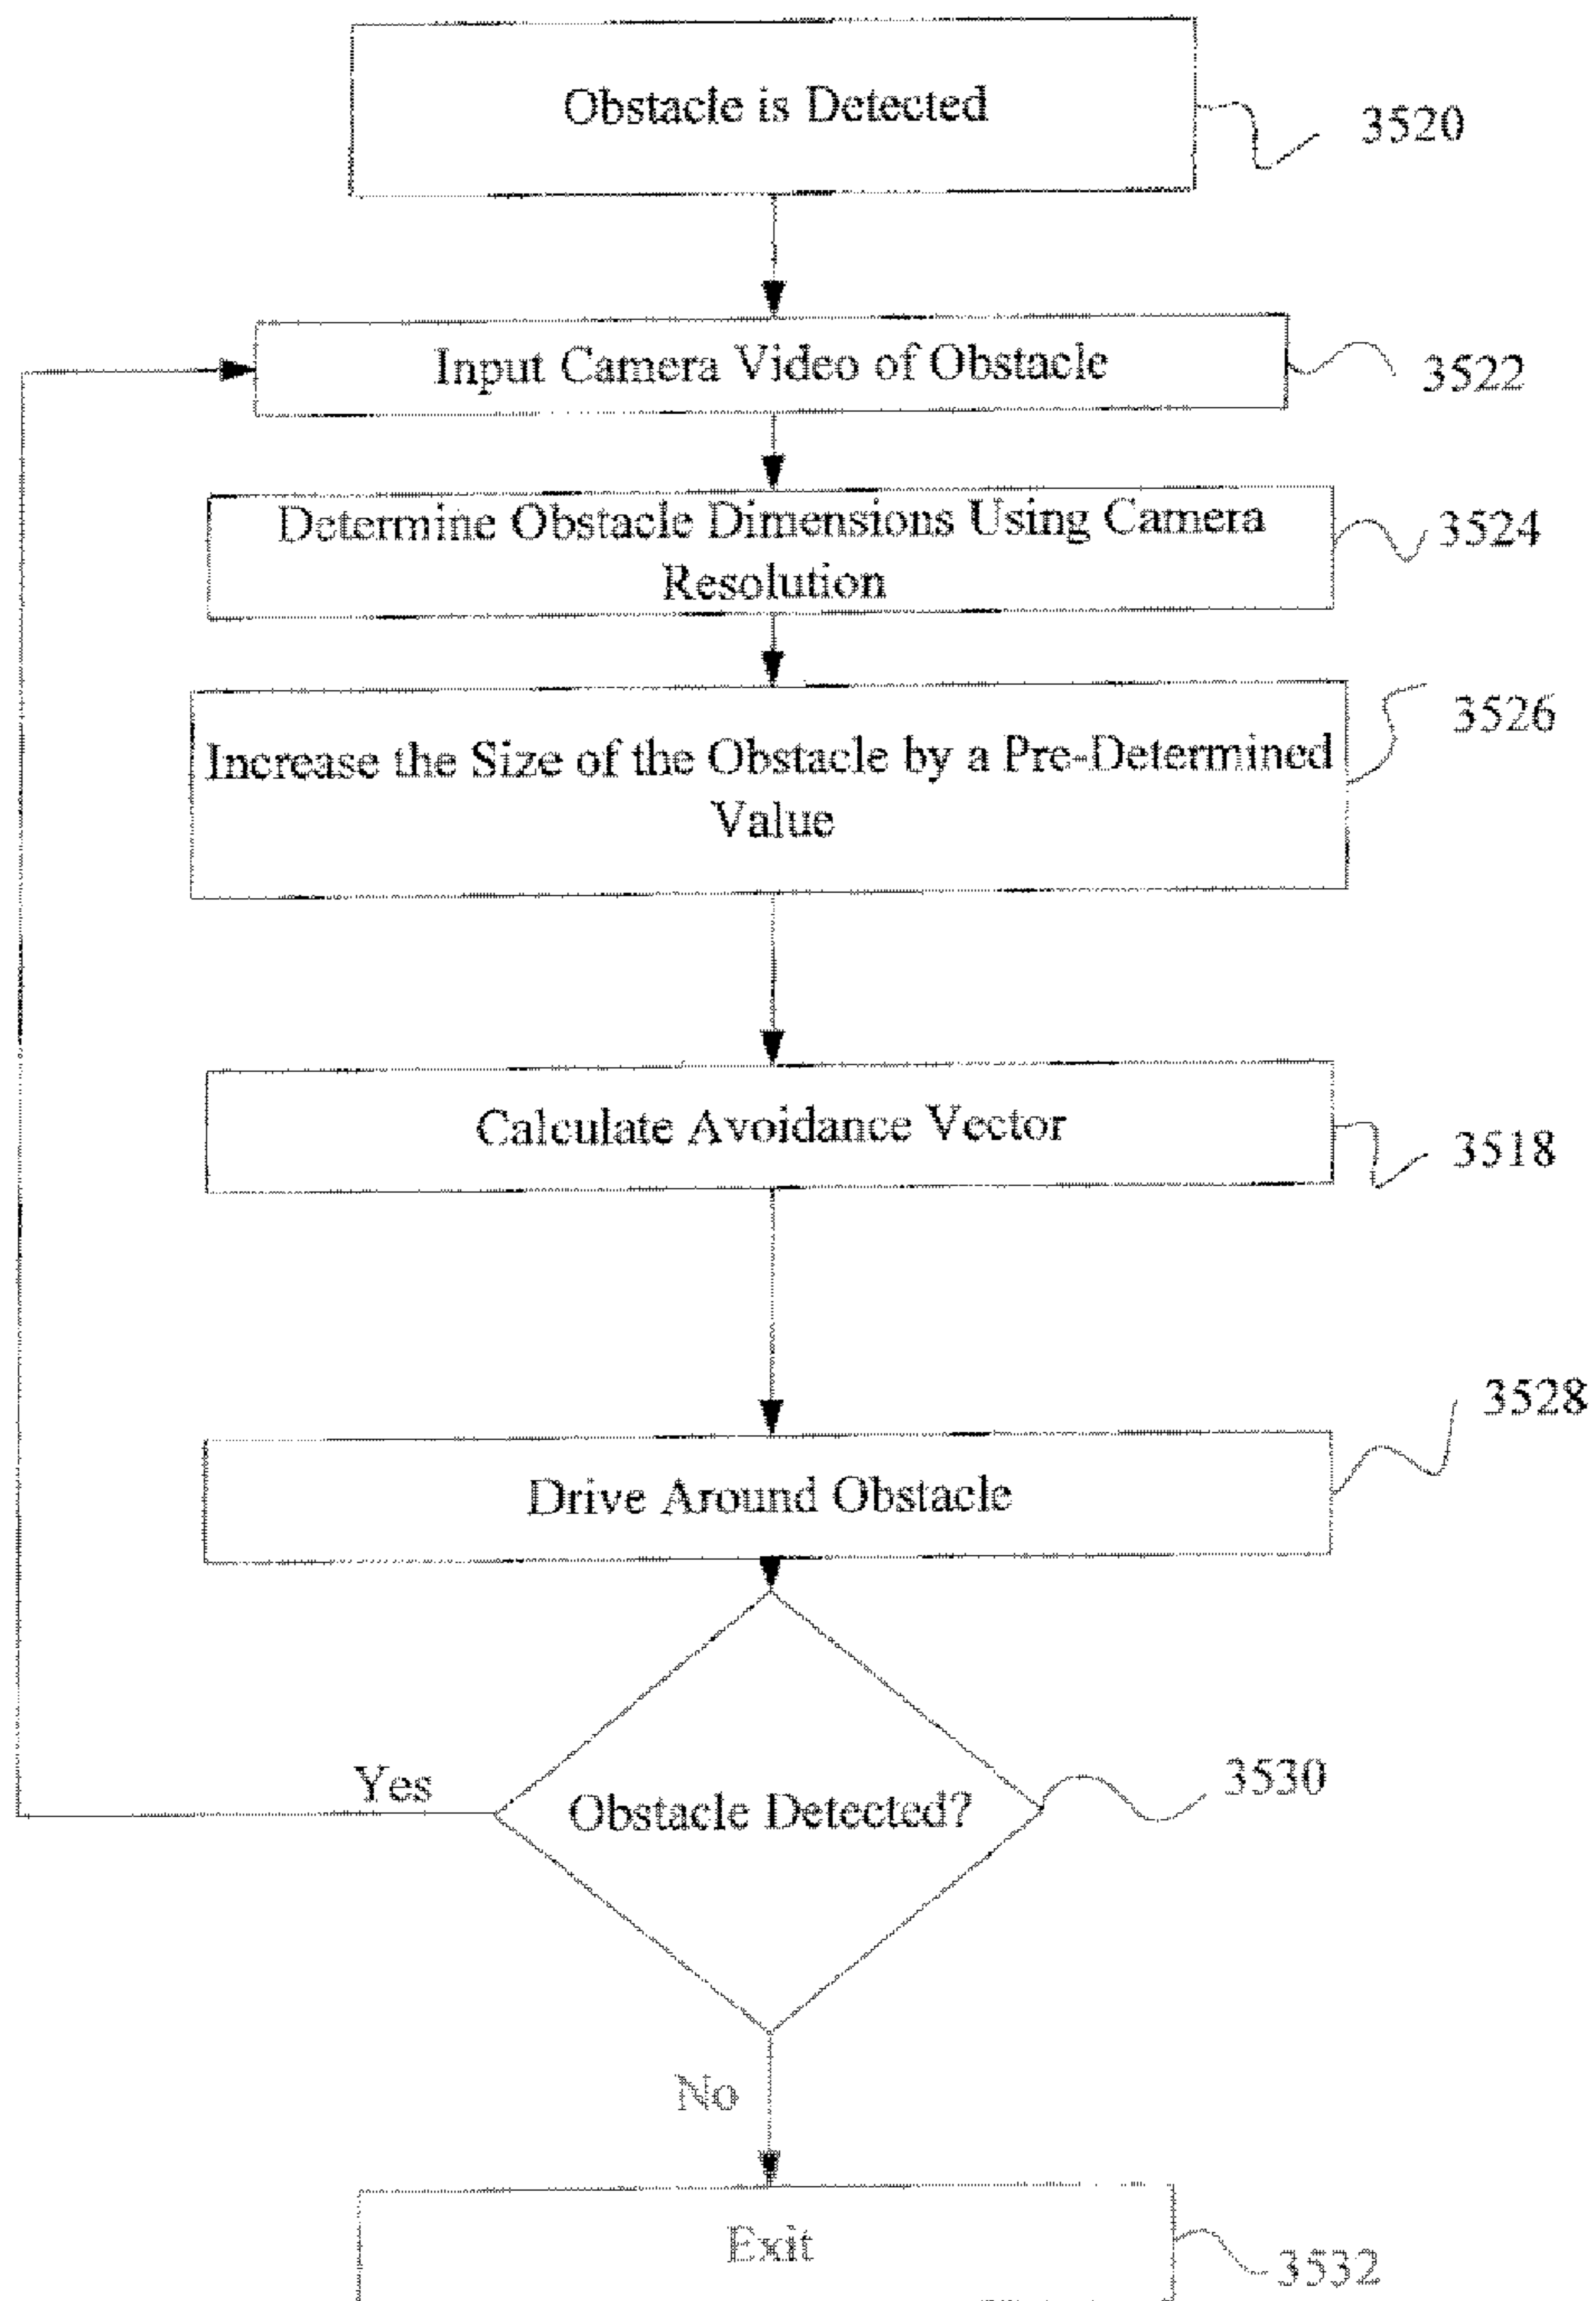 Obstacle is Detected
3520
Input Camera Video of Obstacle
3522
Determine Obstacle Dimensions Using Camera
Resolution
3524
Increase the Size of the Obstacle by a Pre-Determined
Value
3526
Calculate Avoidance Vector
3518
Drive Around Obstacle
3528
Obstacle Detected?
3530
Yes
No
Exit
3532